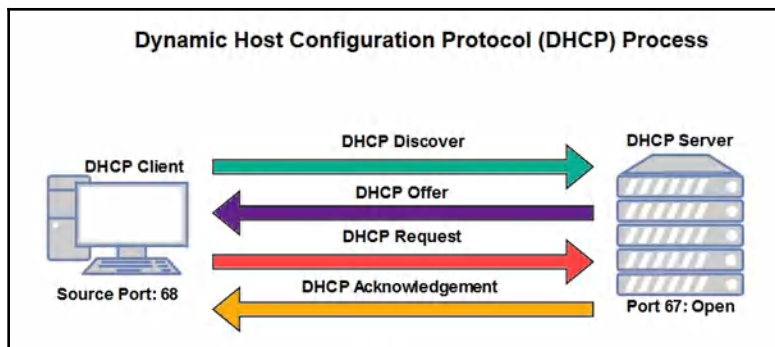 Dynamic Host Configuration Protocol (DHCP) Process
DHCP Discover
DHCP Server
DHCP Client
DHCP Offer
DHCP Request
DHCP Acknowledgement
Source Port: 68
Port 67: Open